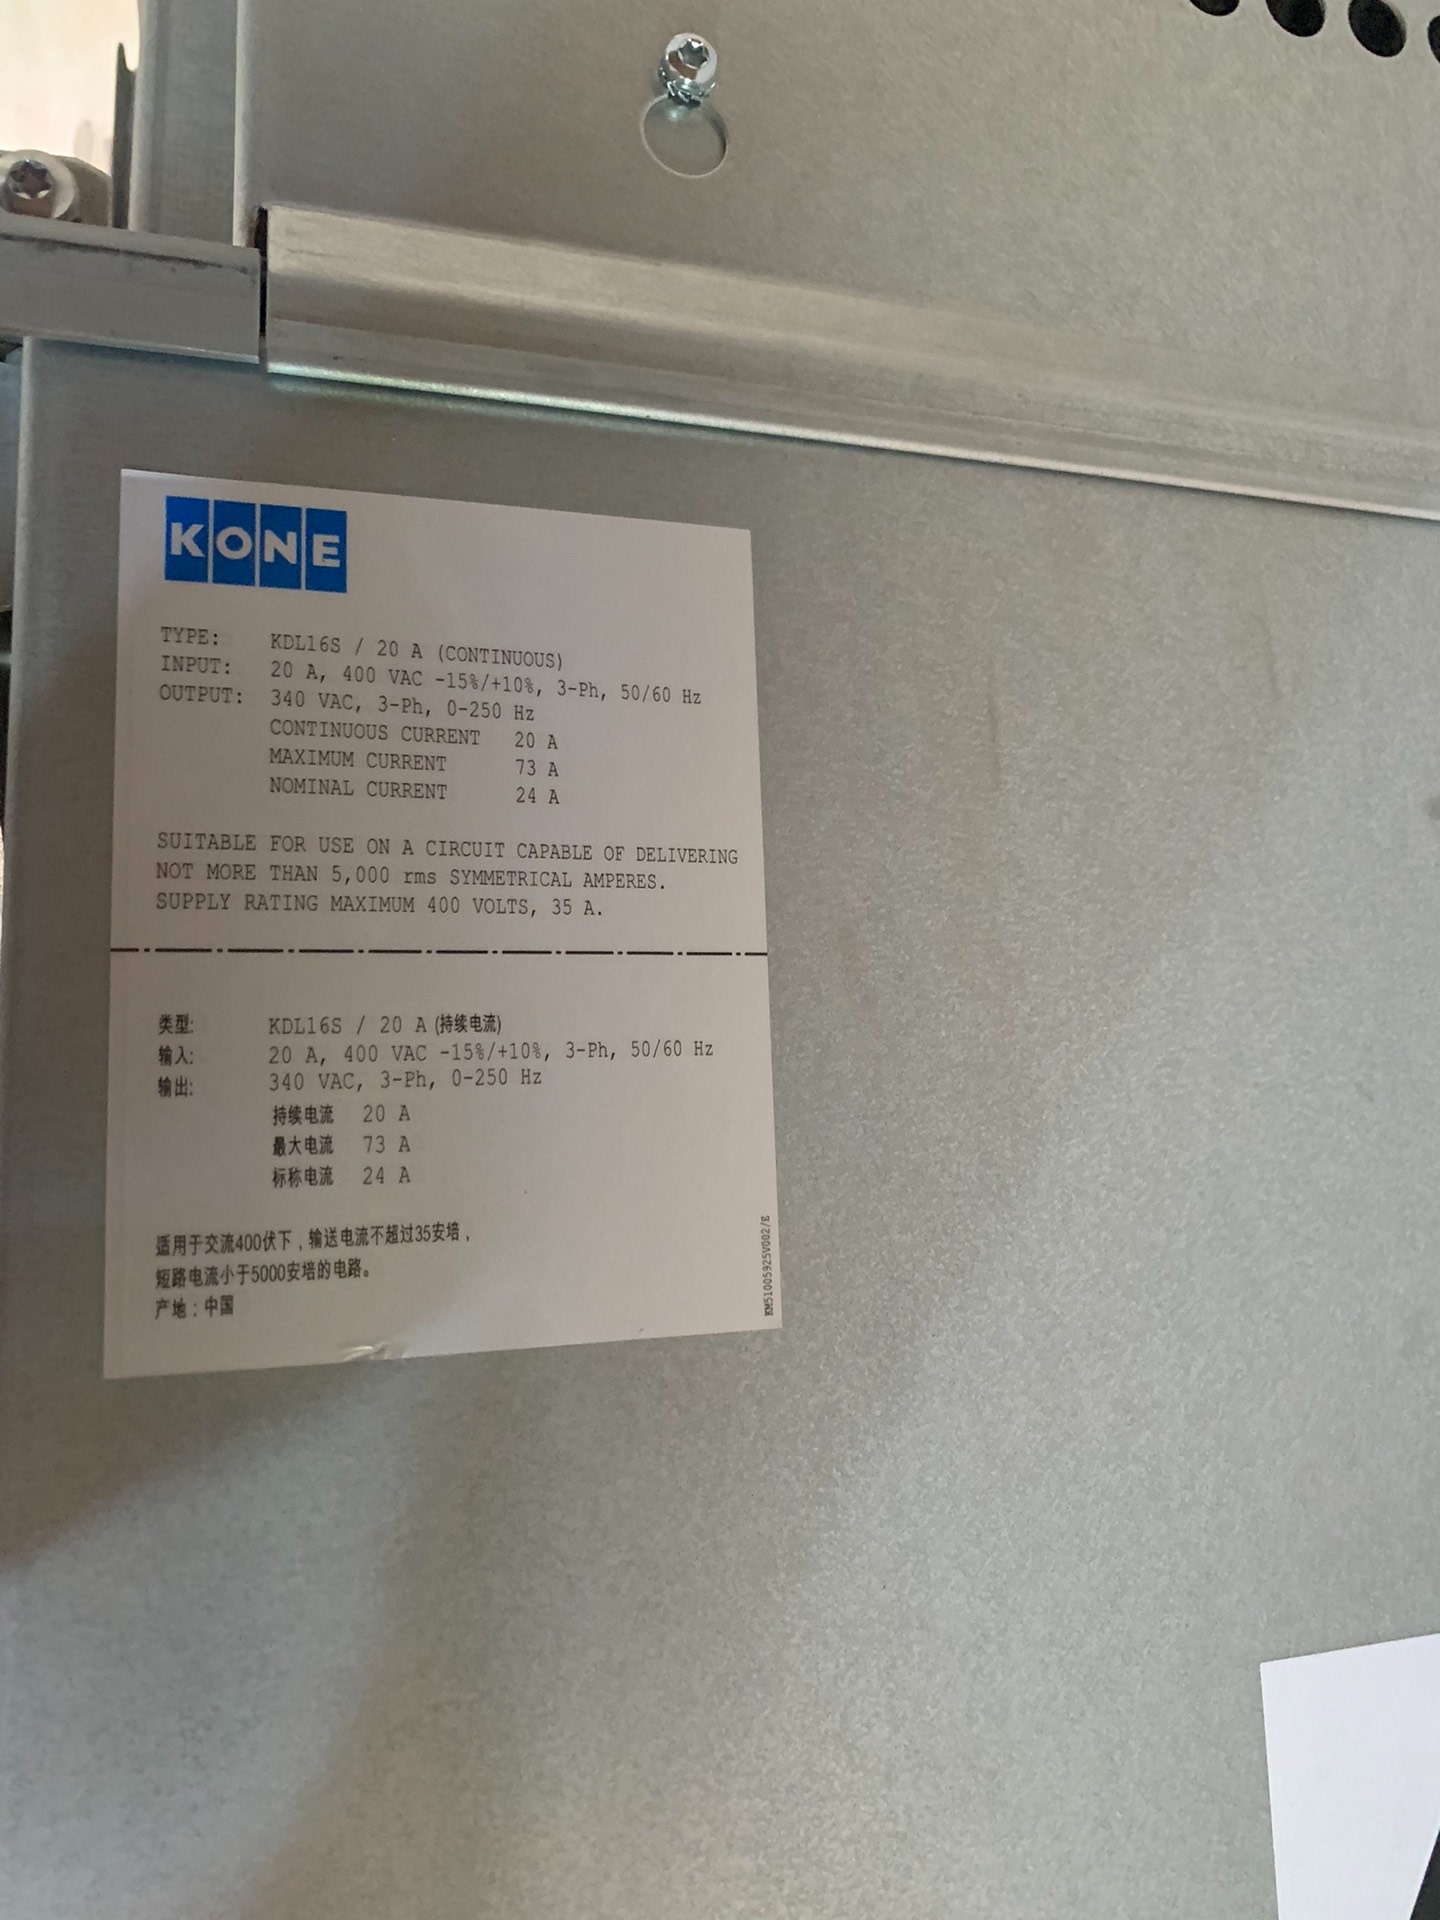 KONE
TYPE: KDL16S / 20 A (CONTINUOUS)
INPUT: 20 A, 400 VAC -15%/+10%, 3-Ph, 50/60 Hz
OUTPUT: 340 VAC, 3-Ph, 0-250 Hz
CONTINUOUS CURRENT 20 A
MAXIMUM CURRENT 73 A
NOMINAL CURRENT 24 A
SUITABLE FOR USE ON A CIRCUIT CAPABLE OF DELIVERING
NOT MORE THAN 5,000 rms SYMMETRICAL AMPERES.
SUPPLY RATING MAXIMUM 400 VOLTS, 35 A.
类型: KDL16S / 20 A (持续电流)
输入: 20 A, 400 VAC -15%/+10%, 3-Ph, 50/60 Hz
输出: 340 VAC, 3-Ph, 0-250 Hz
持续电流 20 A
最大电流 73 A
标称电流 24 A
适用于交流400伏下，输送电流不超过35安培，
短路电流小于5000安培的电路。
产地：中国
KM51005925V002/E